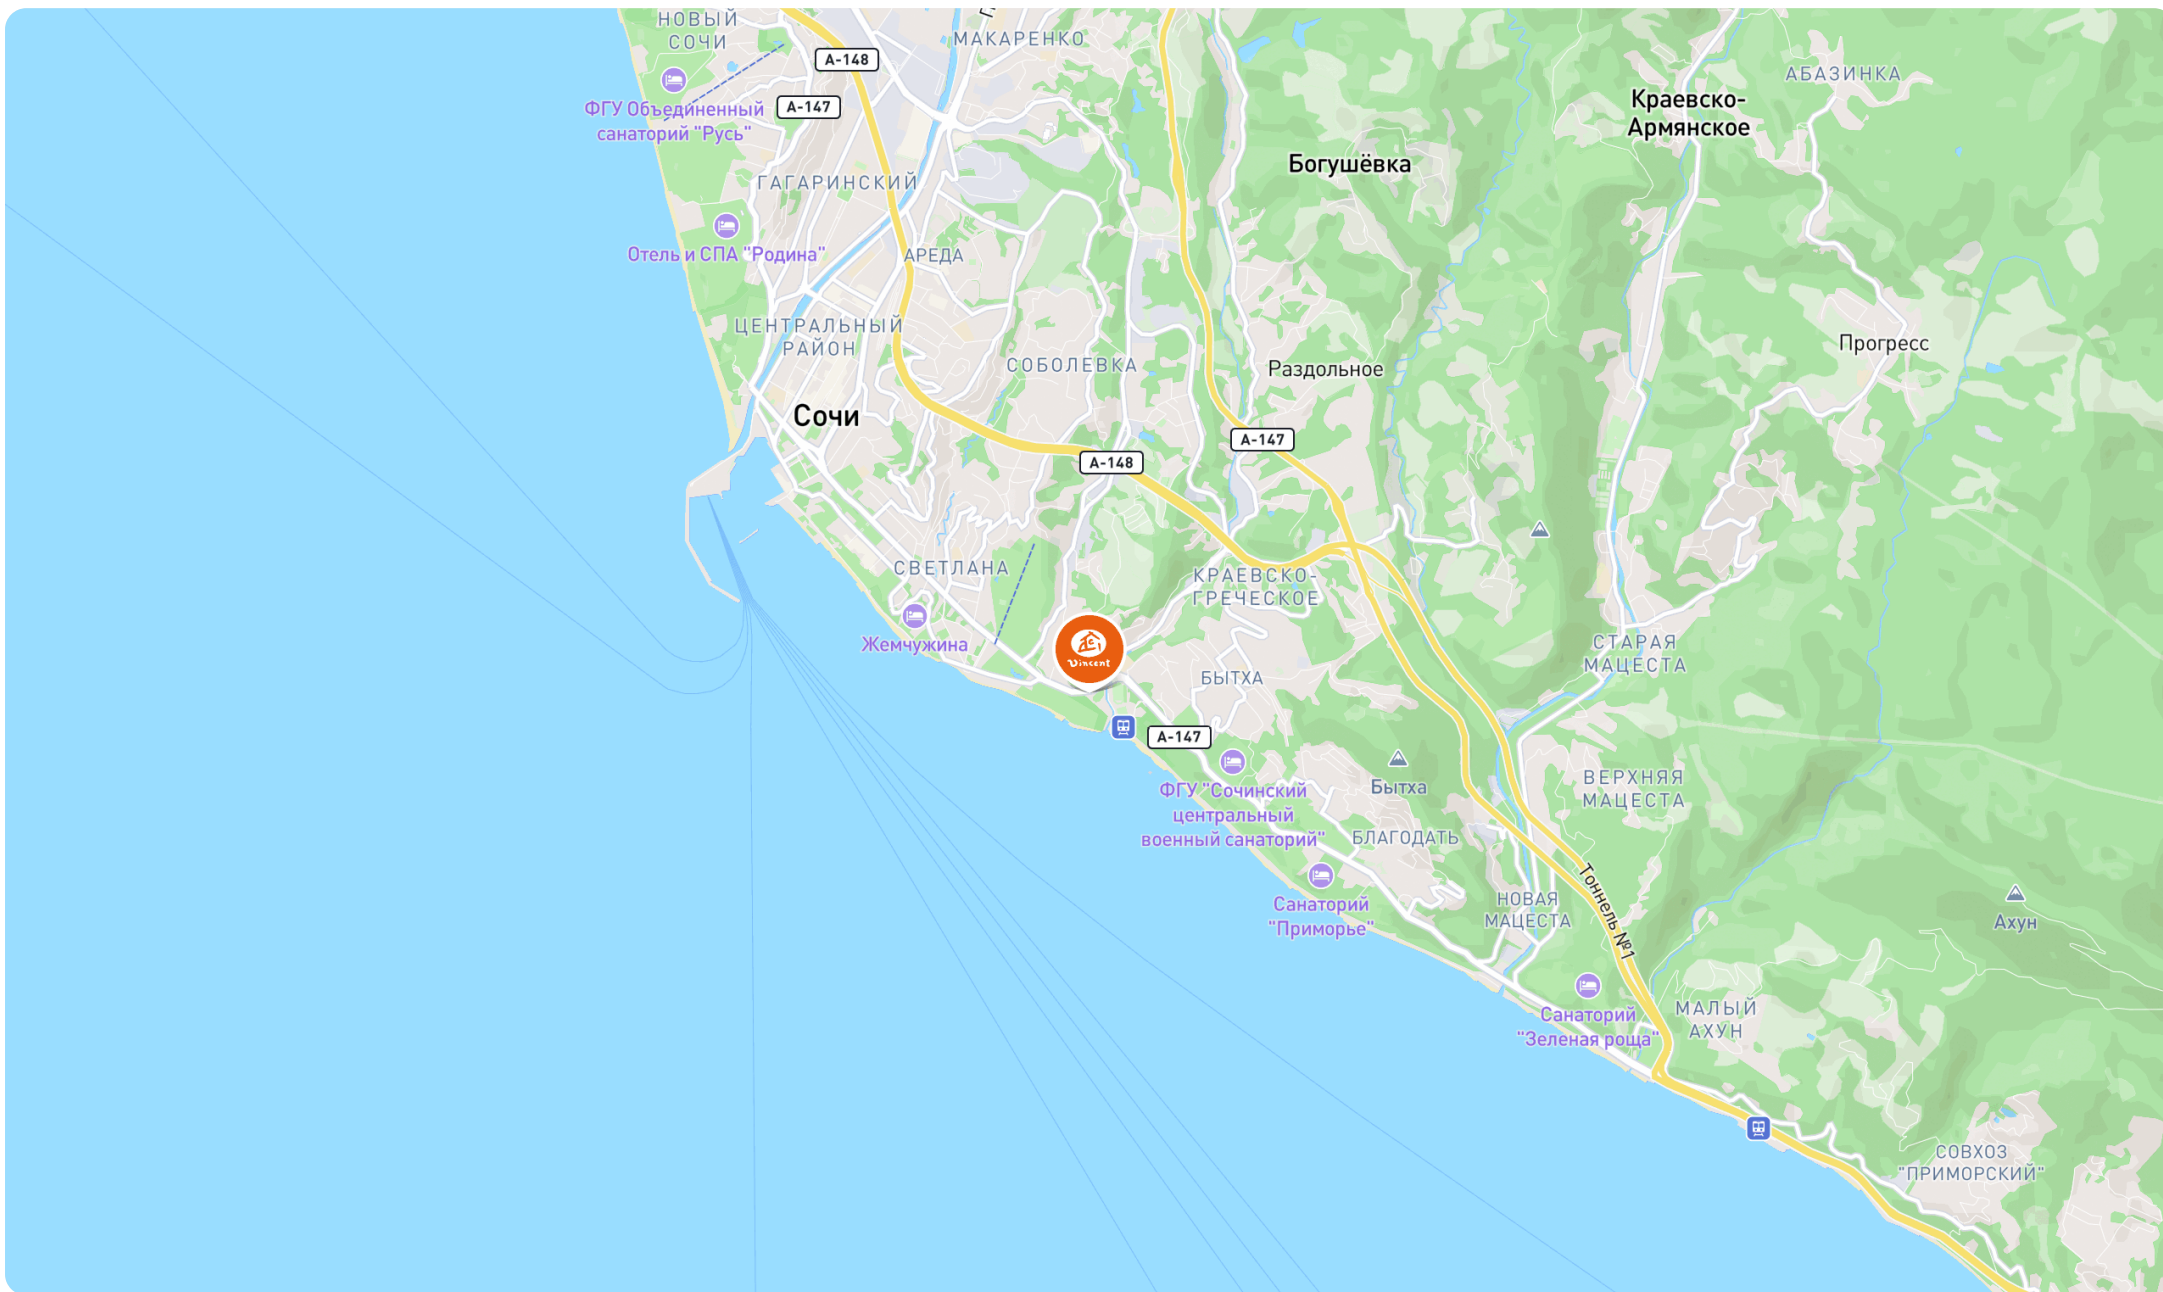 НОВЫЙ
СОЧИ
МАКАРЕНКО
А-148
А-147
ФГУ Объединенный
санаторий "Русь"
АБАЗИНКА
Краевско-
Армянское
Богушёвка
ГАГАРИНСКИЙ
Отель и СПА "Родина"
АРЕДА
ЦЕНТРАЛЬНЫЙ
РАЙОН
СОБОЛЕВКА
Раздольное
Прогресс
Сочи
А-147
А-148
СВЕТЛАНА
КРАЕВСКО-
ГРЕЧЕСКОЕ
Жемчужина
Vincent
БЫТХА
СТАРАЯ
МАЦЕСТА
А-147
ФГУ "Сочинский
центральный
военный санаторий"
Бытха
ВЕРХНЯЯ
МАЦЕСТА
БЛАГОДАТЬ
Тоннель №1
Санаторий
"Приморье"
НОВАЯ
МАЦЕСТА
Ахун
Санаторий
"Зеленая роща"
МАЛЫЙ
АХУН
СОВХОЗ
"ПРИМОРСКИЙ"